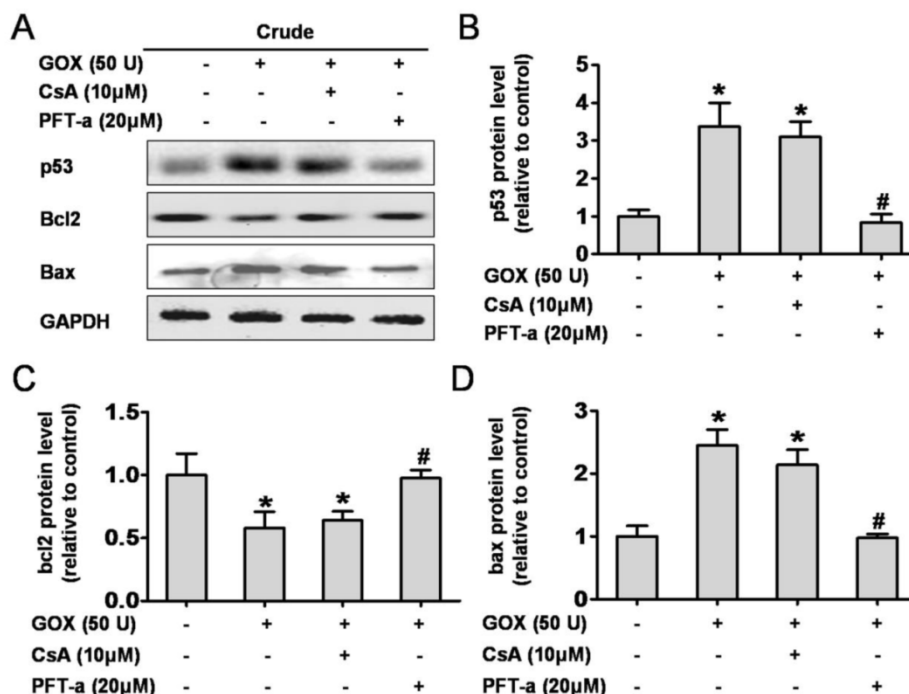 A
Crude
GOX (50 U) - + + +
CsA (10µM) - - + -
PFT-a (20µM) - - - +
p53
Bcl2
Bax
GAPDH
B
p53 protein level
(relative to control)
5
4
3
2
1
0
* * #
GOX (50 U) - + + +
CsA (10µM) - - + -
PFT-a (20µM) - - - +
C
bcl2 protein level
(relative to control)
1.5
1.0
0.5
0.0
* * #
GOX (50 U) - + + +
CsA (10µM) - - + -
PFT-a (20µM) - - - +
D
bax protein level
(relative to control)
3
2
1
0
* * #
GOX (50 U) - + + +
CsA (10µM) - - + -
PFT-a (20µM) - - - +